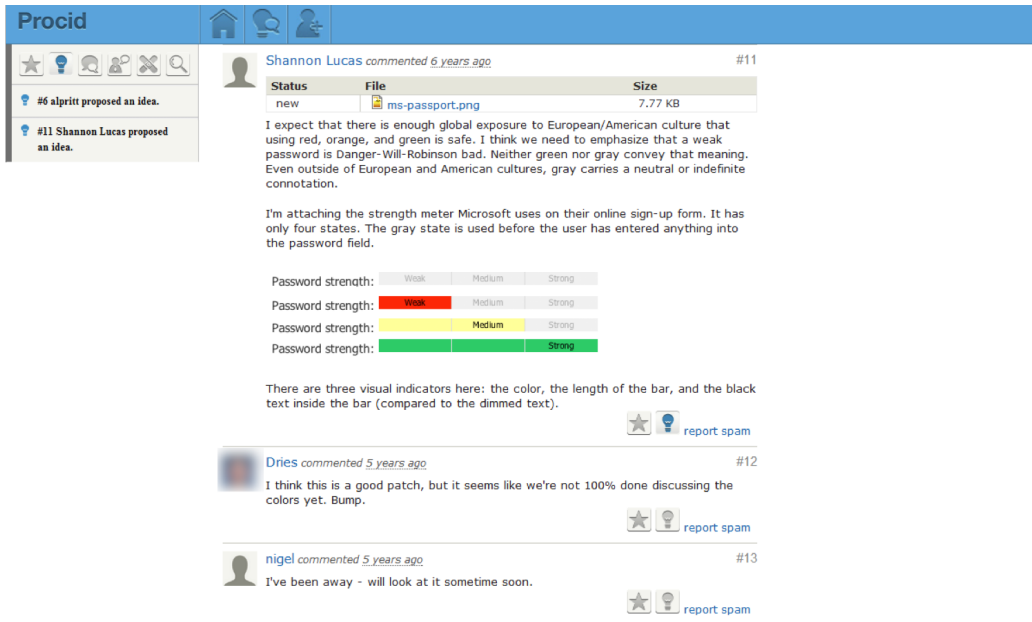 Procid
#6 alpritt proposed an idea.
#11 Shannon Lucas proposed
an idea.
Shannon Lucas commented 6 years ago #11
Status File Size
new ms-passport.png 7.77 KB
I expect that there is enough global exposure to European/American culture that
using red, orange, and green is safe. I think we need to emphasize that a weak
password is Danger-Will-Robinson bad. Neither green nor gray convey that meaning.
Even outside of European and American cultures, gray carries a neutral or indefinite
connotation.
I'm attaching the strength meter Microsoft uses on their online sign-up form. It has
only four states. The gray state is used before the user has entered anything into
the password field.
Password strength: Weak Medium Strong
Password strength: Weak Medium Strong
Password strength: Medium Strong
Password strength: Strong
There are three visual indicators here: the color, the length of the bar, and the black
text inside the bar (compared to the dimmed text).
report spam
Dries commented 5 years ago #12
I think this is a good patch, but it seems like we're not 100% done discussing the
colors yet. Bump.
report spam
nigel commented 5 years ago #13
I've been away - will look at it sometime soon.
report spam